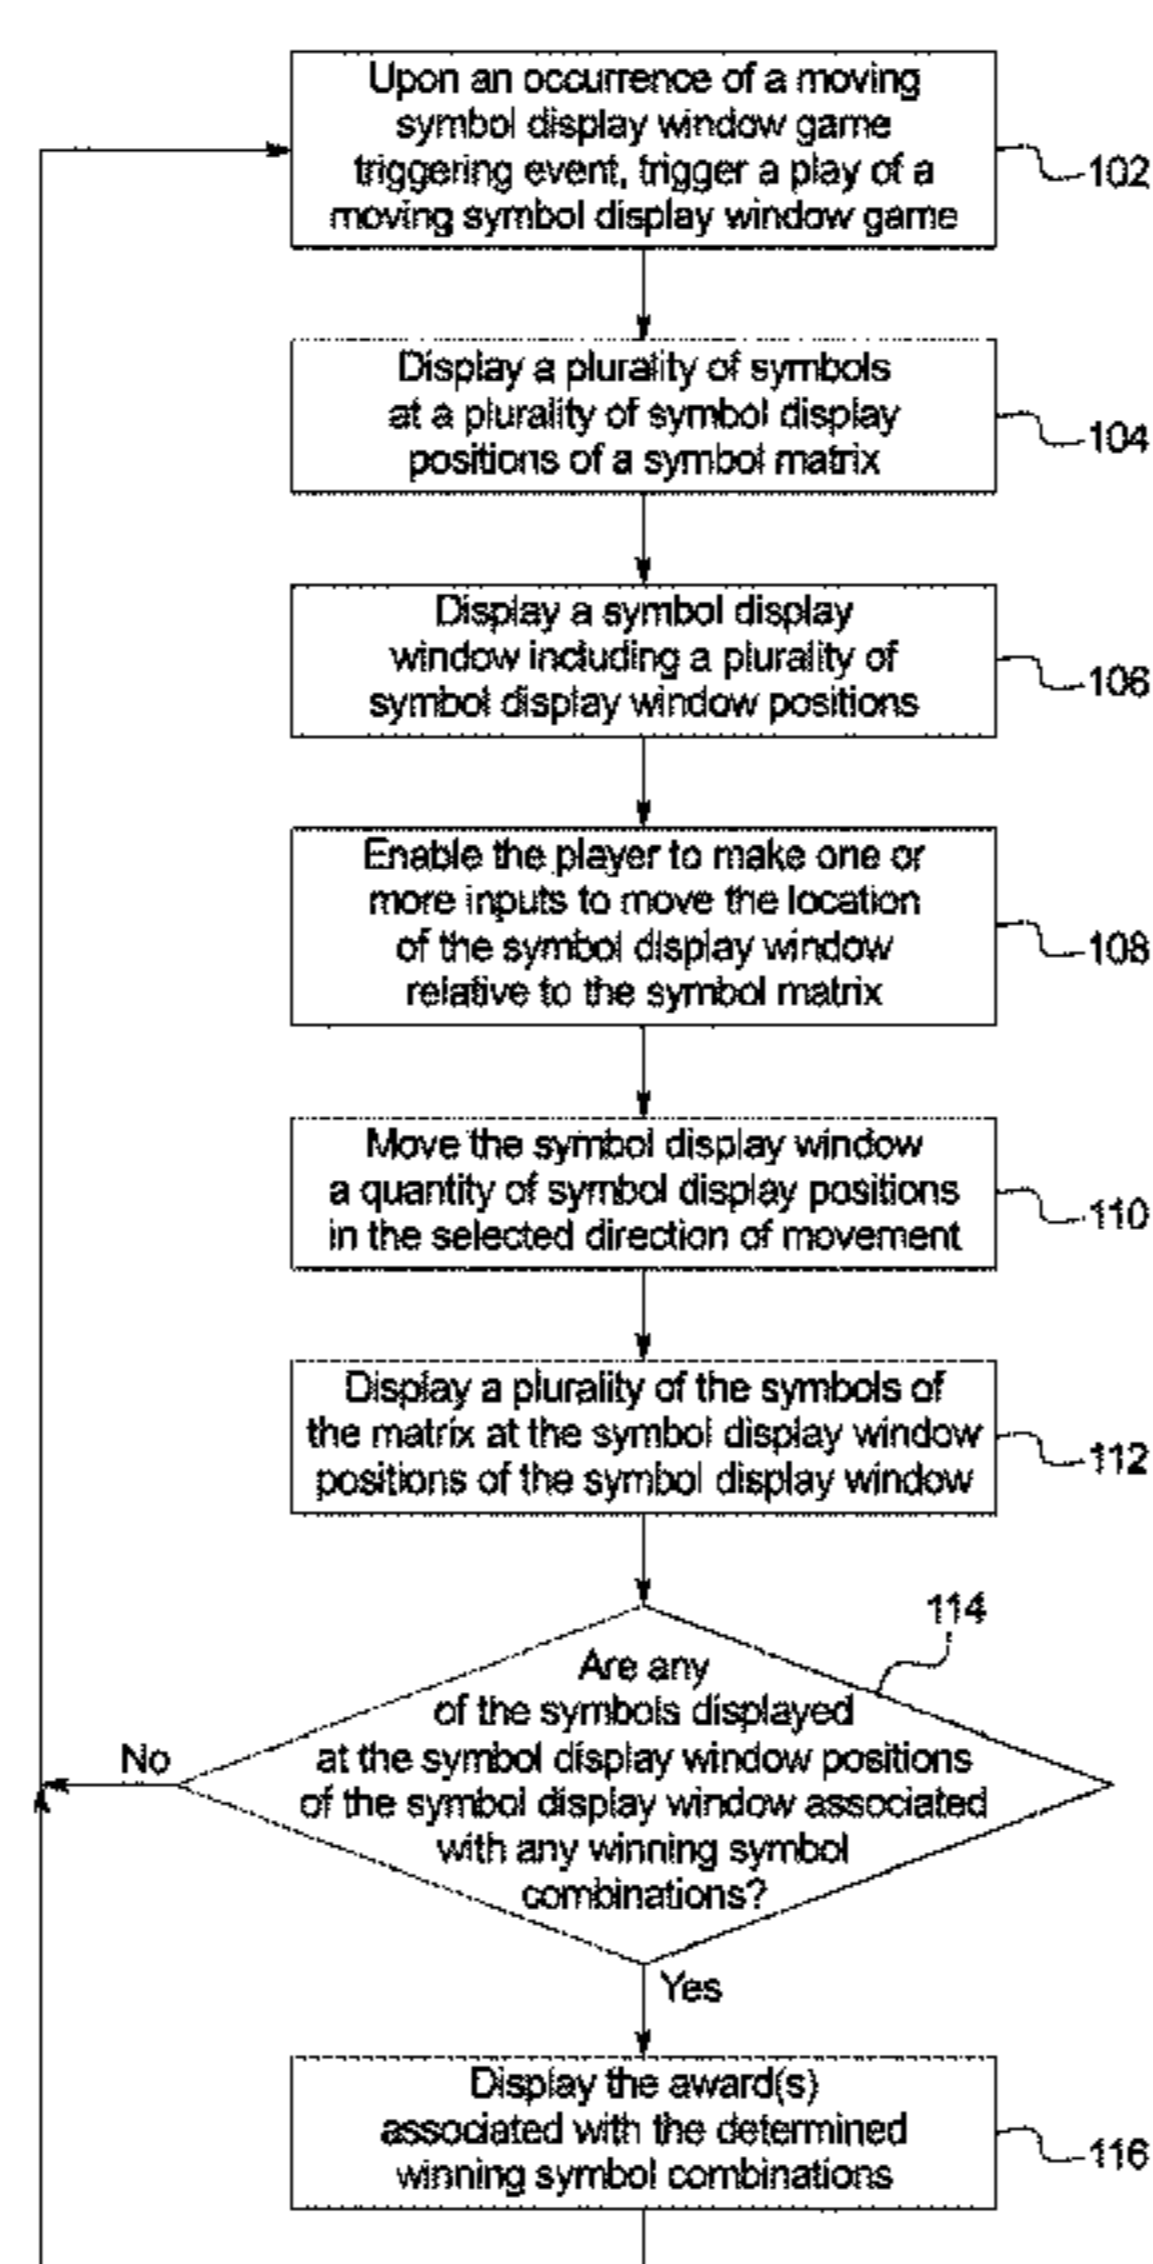 Upon an occurrence of a moving
symbol display window game
triggering event, trigger a play of a
moving symbol display window game
102
Display a plurality of symbols
at a plurality of symbol display
positions of a symbol matrix
104
Display a symbol display
window including a plurality of
symbol display window positions
106
Enable the player to make one or
more inputs to move the location
of the symbol display window
relative to the symbol matrix
108
Move the symbol display window
a quantity of symbol display positions
in the selected direction of movement
110
Display a plurality of the symbols of
the matrix at the symbol display window
positions of the symbol display window
112
114
Are any
of the symbols displayed
at the symbol display window positions
of the symbol display window associated
with any winning symbol
combinations?
No
Yes
Display the award(s)
associated with the determined
winning symbol combinations
116